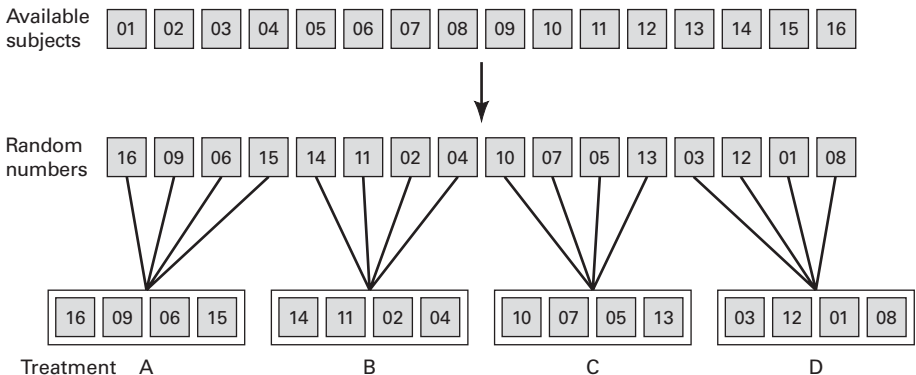 Available subjects 01 02 03 04 05 06 07 08 09 10 11 12 13 14 15 16
Random numbers 16 09 06 15 14 11 02 04 10 07 05 13 03 12 01 08
16 09 06 15 14 11 02 04 10 07 05 13 03 12 01 08
Treatment A B C D